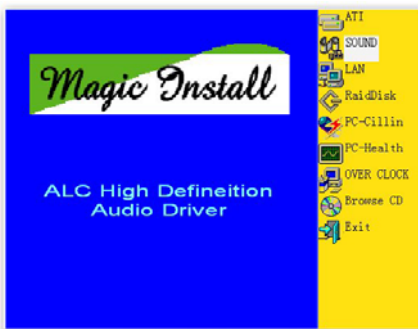 Magic Install
ALC High Defineition
Audio Driver
ATI
SOUND
LAN
RaidDisk
PC-Cillin
PC-Health
OVER CLOCK
Browse CD
Exit